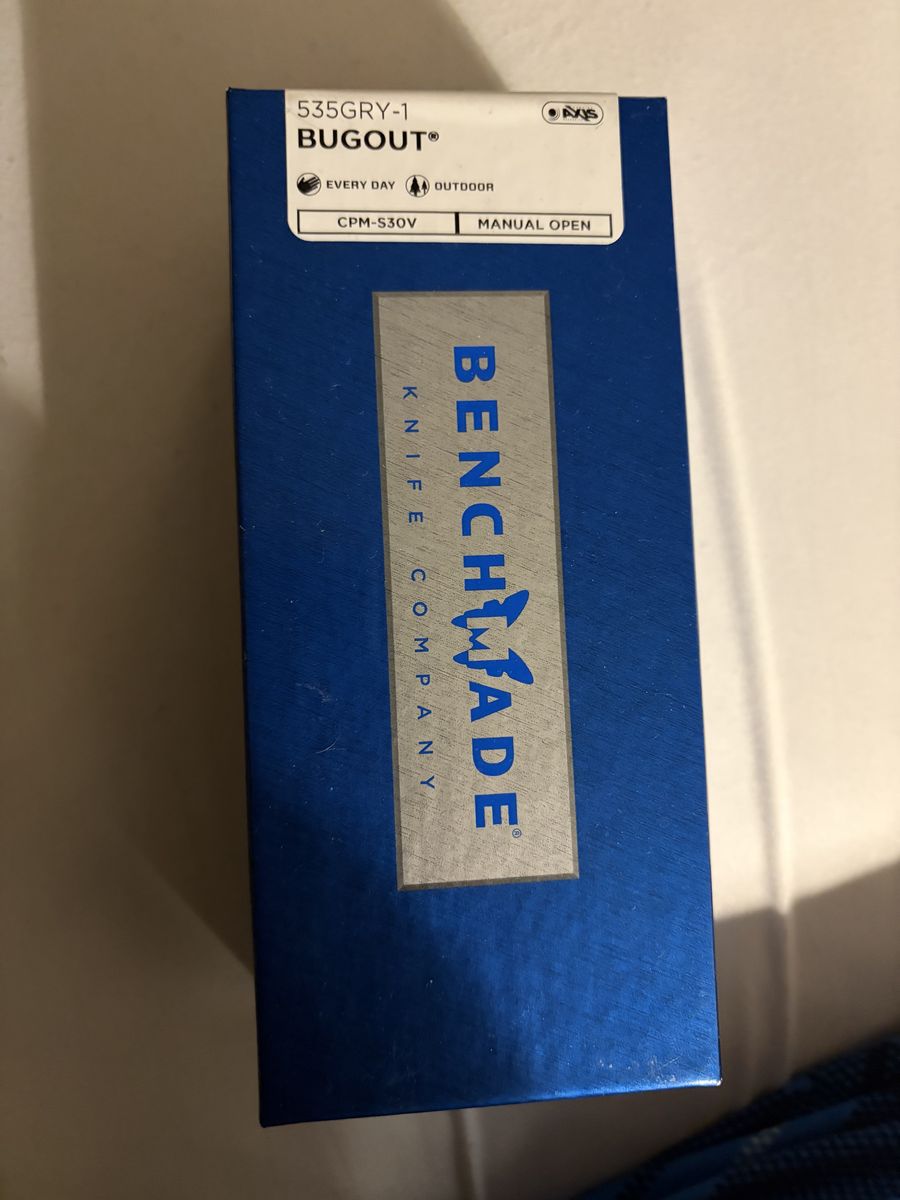 535GRY-1
AXIS
BUGOUT®
EVERY DAY OUTDOOR
CPM-S30V MANUAL OPEN
BENCHMADE®
KNIFE COMPANY